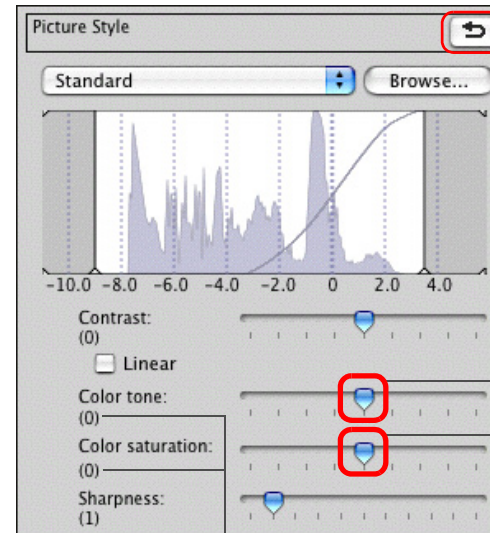 Picture Style
Standard
Browse...
-10.0 -8.0 -6.0 -4.0 -2.0 0 2.0 4.0
Contrast:
(0)
Linear
Color tone:
(0)
Color saturation:
(0)
Sharpness:
(1)